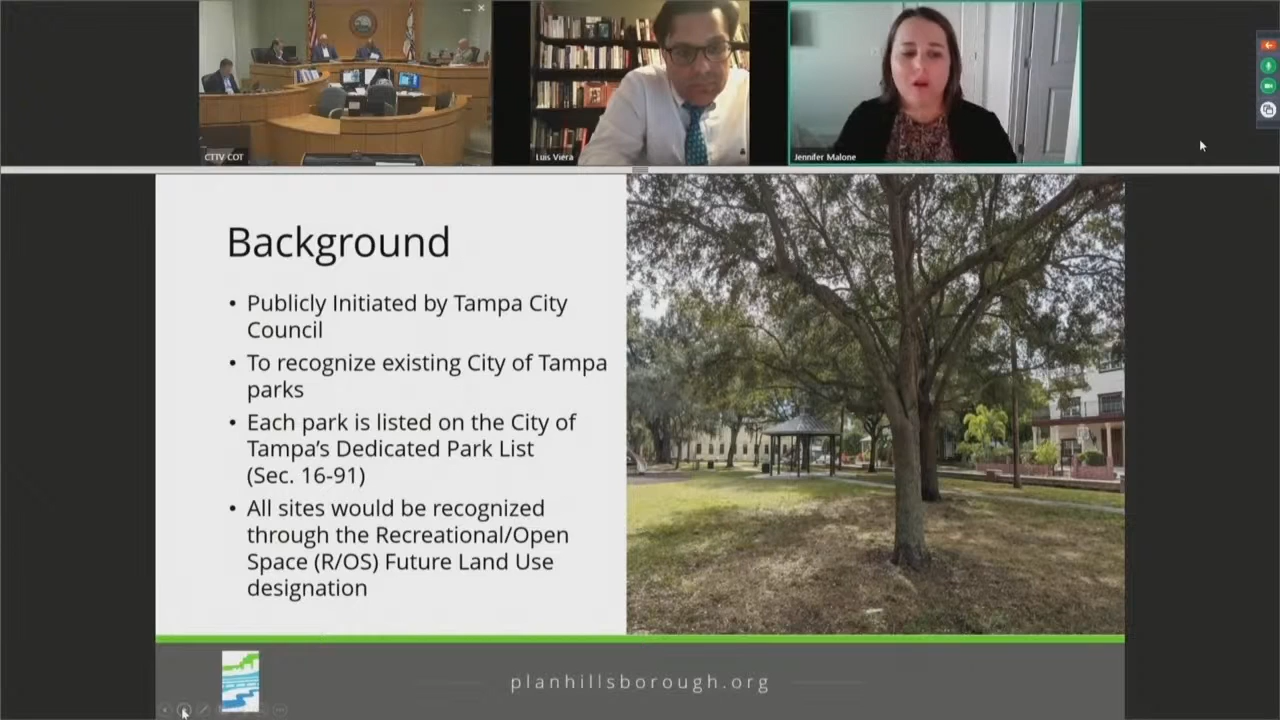 CTTV COT
Luis Viera
Jennifer Malone
Background
• Publicly Initiated by Tampa City
Council
• To recognize existing City of Tampa
parks
• Each park is listed on the City of
Tampa's Dedicated Park List
(Sec. 16-91)
• All sites would be recognized
through the Recreational/Open
Space (R/OS) Future Land Use
designation
planhillsborough.org